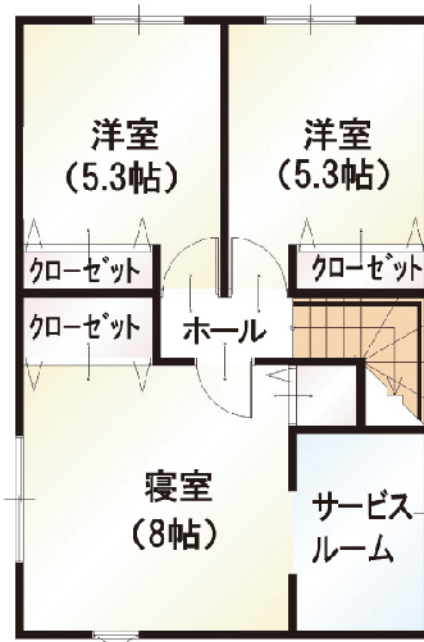 洋室
(5.3帖)
洋室
(5.3帖)
クローゼット
クローゼット
クローゼット
ホール
寝室
(8帖)
サービス
ルーム